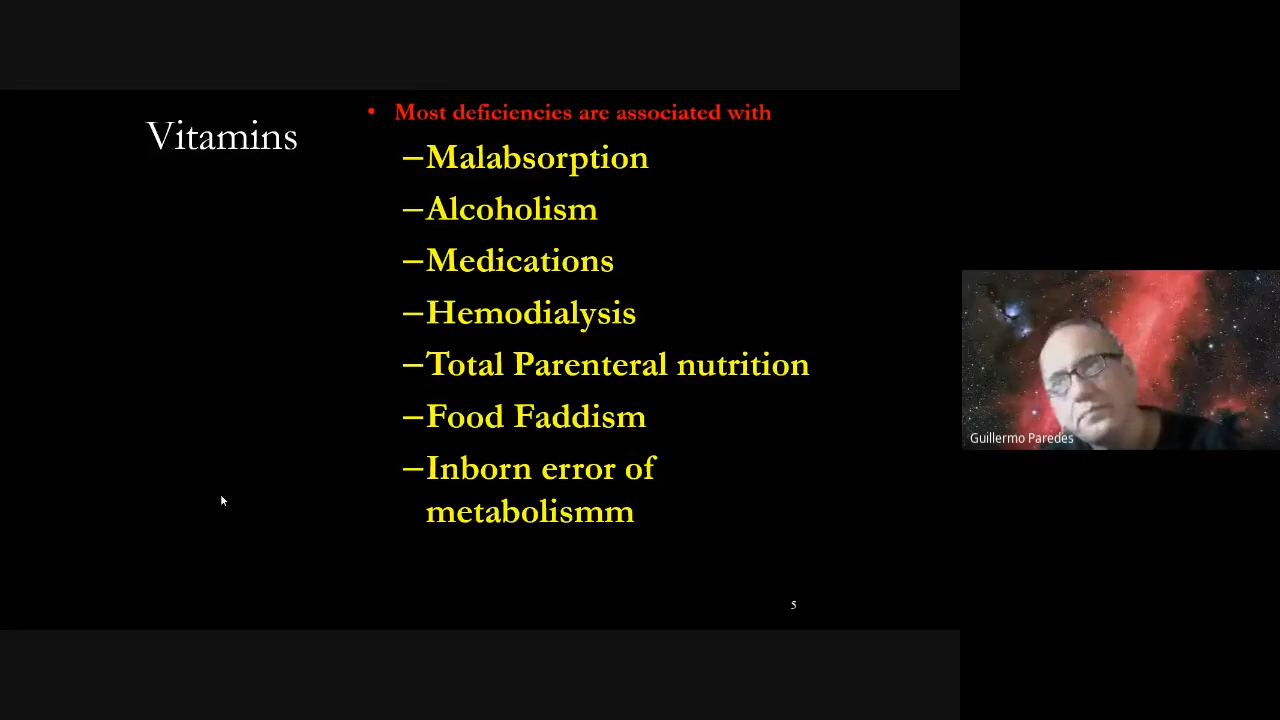 Vitamins
• Most deficiencies are associated with
–Malabsorption
–Alcoholism
–Medications
–Hemodialysis
–Total Parenteral nutrition
–Food Faddism
–Inborn error of
metabolismm
5
Guillermo Paredes